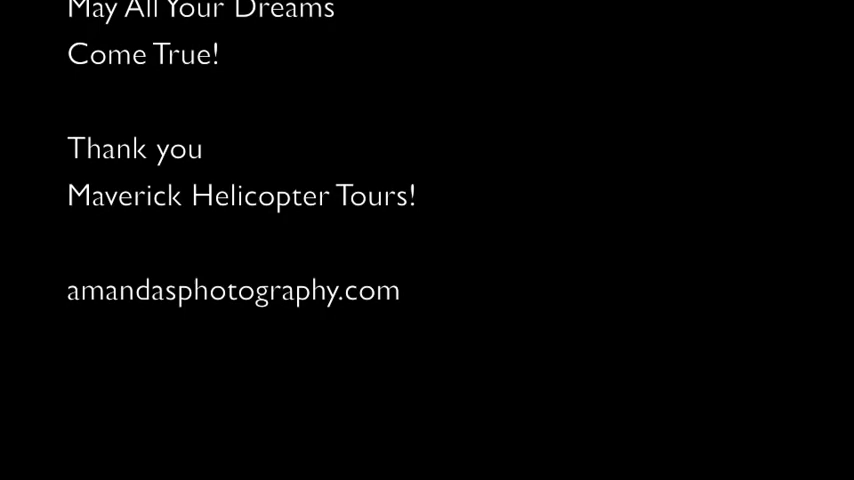 May All Your Dreams
Come True!
Thank you
Maverick Helicopter Tours!
amandasphotography.com